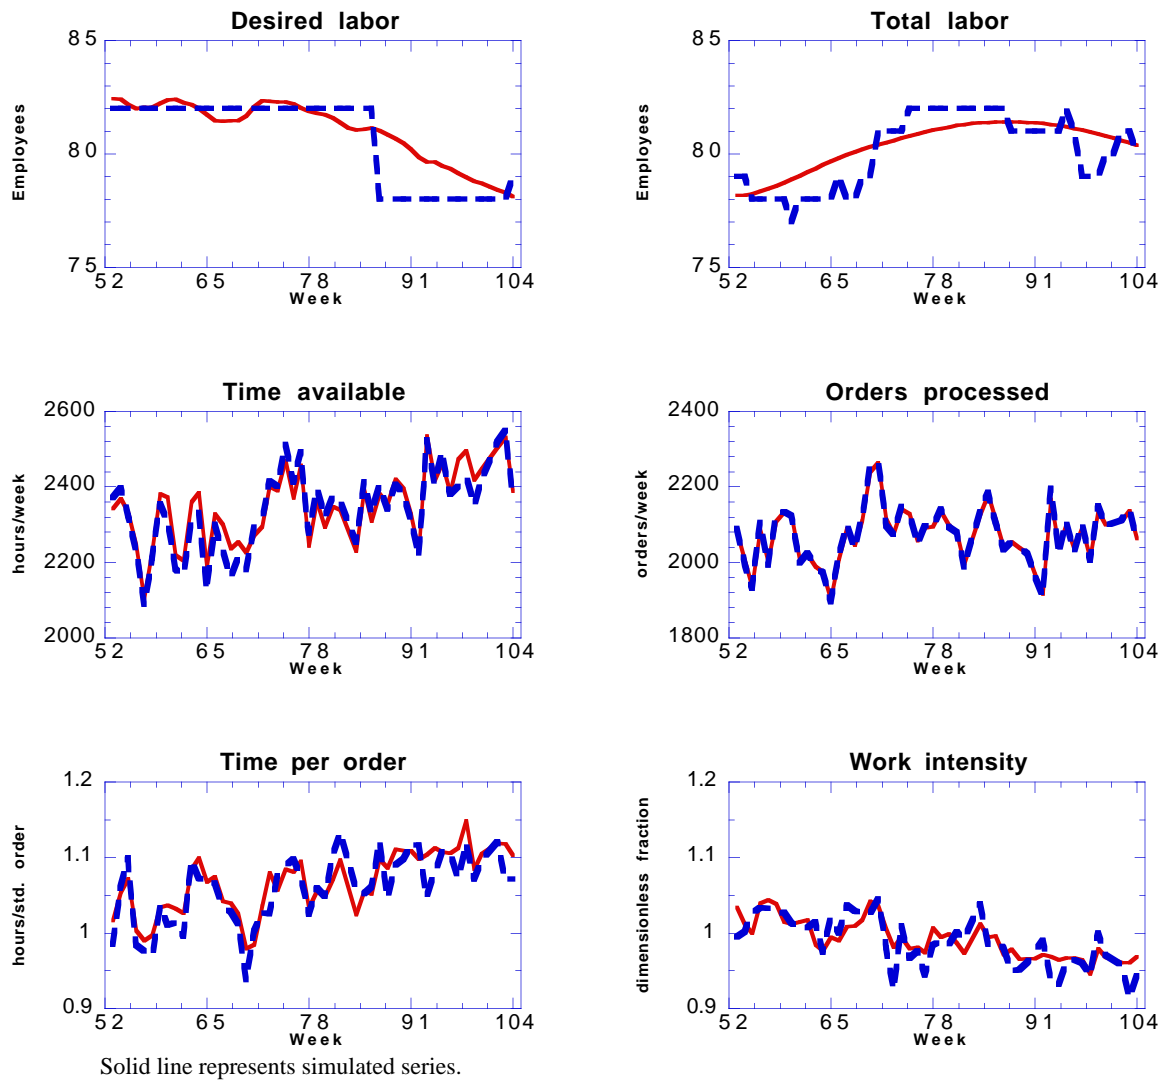 Desired labor
Total labor
85
80
75
Employees
52 65 78 91 104
Week
85
80
75
Employees
52 65 78 91 104
Week
Time available
Orders processed
2600
2400
2200
2000
hours/week
52 65 78 91 104
Week
2400
2200
2000
1800
orders/week
52 65 78 91 104
Week
Time per order
Work intensity
1.2
1.1
1
0.9
hours/std. order
52 65 78 91 104
Week
1.2
1.1
1
0.9
dimensionless fraction
52 65 78 91 104
Week
Solid line represents simulated series.